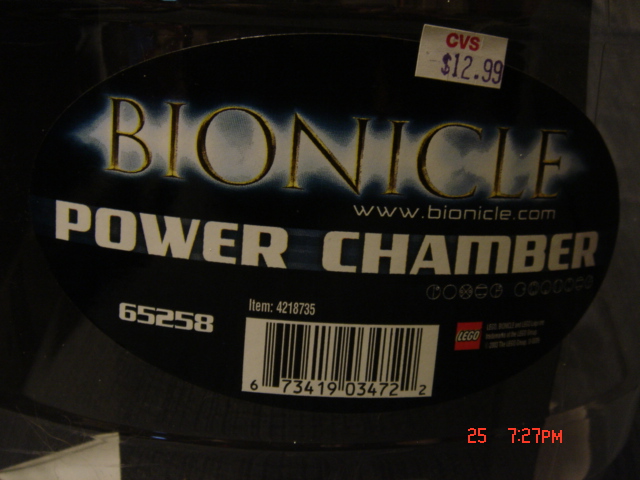 CVS
$12.99
BIONICLE
www.bionicle.com
POWER CHAMBER
65258
Item: 4218735
6 73419 03472 2
LEGO
25 7:27PM